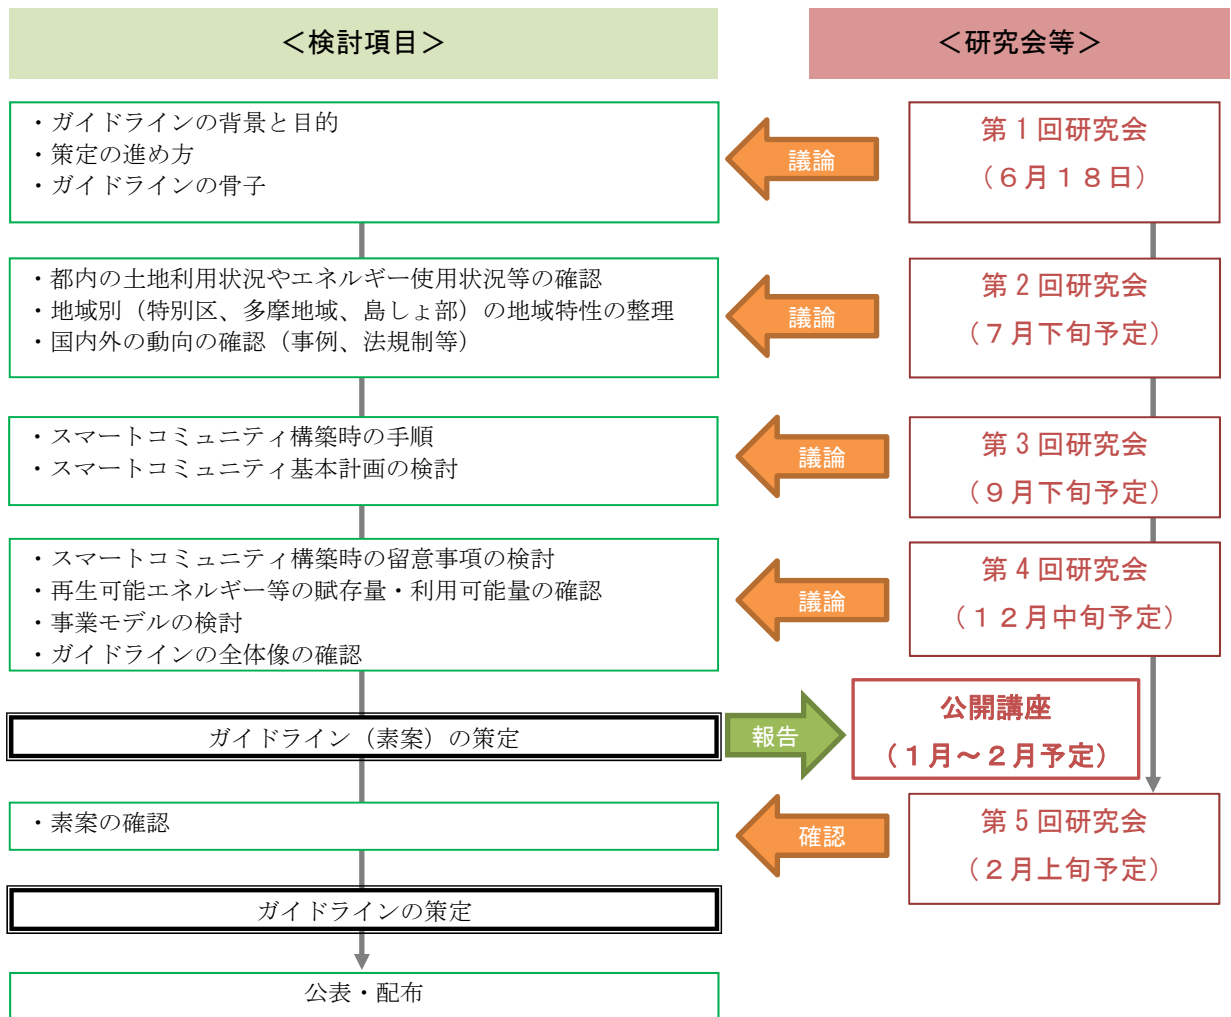 ＜検討項目＞
＜研究会等＞
・ガイドラインの背景と目的
・策定の進め方
・ガイドラインの骨子
議論
第１回研究会
（６月１８日）
・都内の土地利用状況やエネルギー使用状況等の確認
・地域別（特別区、多摩地域、島しょ部）の地域特性の整理
・国内外の動向の確認（事例、法規制等）
議論
第２回研究会
（７月下旬予定）
・スマートコミュニティ構築時の手順
・スマートコミュニティ基本計画の検討
議論
第３回研究会
（９月下旬予定）
・スマートコミュニティ構築時の留意事項の検討
・再生可能エネルギー等の賦存量・利用可能量の確認
・事業モデルの検討
・ガイドラインの全体像の確認
議論
第４回研究会
（１２月中旬予定）
ガイドライン（素案）の策定
報告
公開講座
（１月～２月予定）
・素案の確認
確認
第５回研究会
（２月上旬予定）
ガイドラインの策定
公表・配布